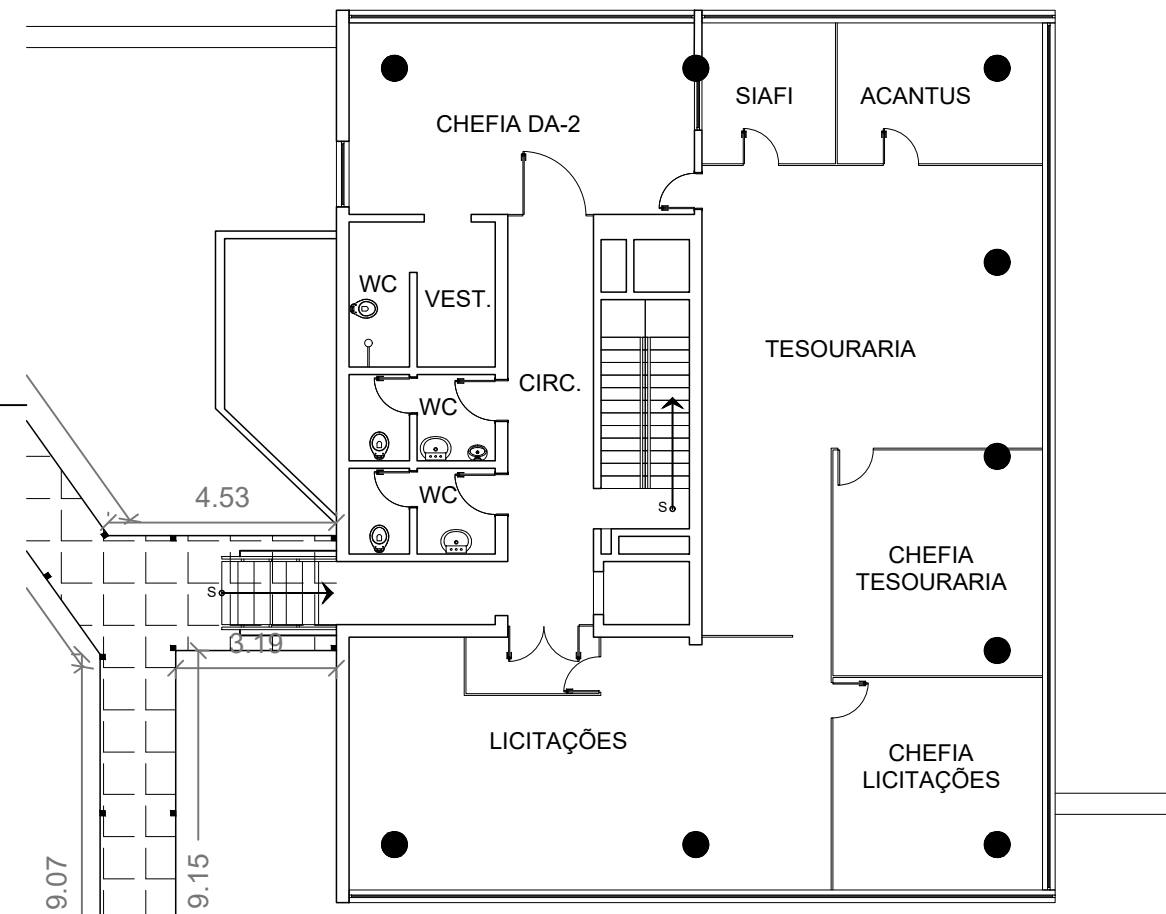 SIAFI
ACANTUS
CHEFIA DA-2
WC
VEST.
TESOURARIA
CIRC.
WC
WC
4.53
S
S
CHEFIA
TESOURARIA
3.19
LICITAÇÕES
CHEFIA
LICITAÇÕES
9.07
9.15